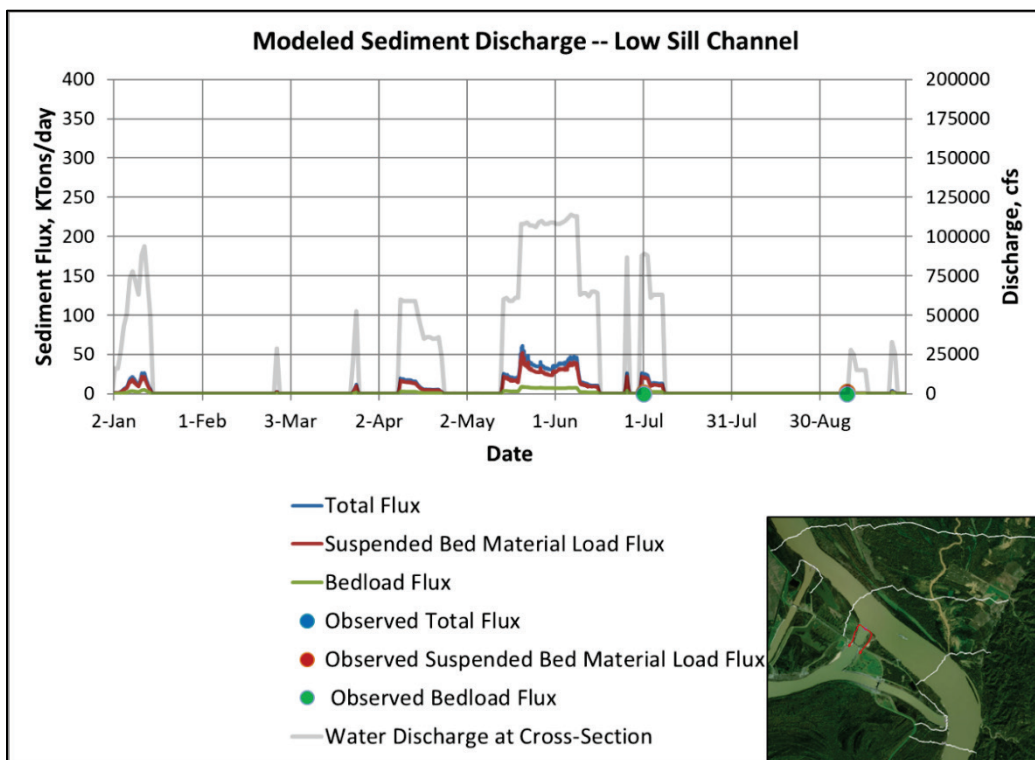 Modeled Sediment Discharge -- Low Sill Channel
Sediment Flux, KTons/day
400
350
300
250
200
150
100
50
0
200000
175000
150000
125000
100000
75000
50000
25000
0
Discharge, cfs
2-Jan 1-Feb 3-Mar 2-Apr 2-May 1-Jun 1-Jul 31-Jul 30-Aug
Date
Total Flux
Suspended Bed Material Load Flux
Bedload Flux
Observed Total Flux
Observed Suspended Bed Material Load Flux
Observed Bedload Flux
Water Discharge at Cross-Section